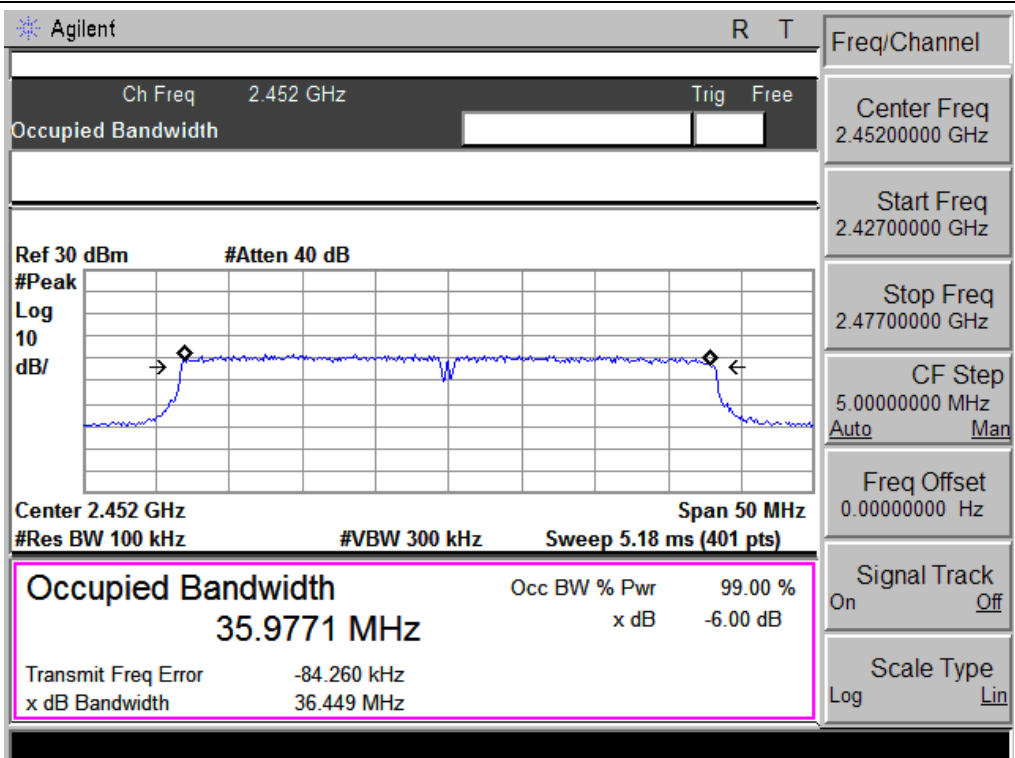 Agilent R T
Ch Freq 2.452 GHz Trig Free
Occupied Bandwidth
Ref 30 dBm #Atten 40 dB
#Peak
Log
10
dB/
Center 2.452 GHz Span 50 MHz
#Res BW 100 kHz #VBW 300 kHz Sweep 5.18 ms (401 pts)
Occupied Bandwidth Occ BW % Pwr 99.00 %
35.9771 MHz x dB -6.00 dB
Transmit Freq Error -84.260 kHz
x dB Bandwidth 36.449 MHz
Freq/Channel
Center Freq
2.45200000 GHz
Start Freq
2.42700000 GHz
Stop Freq
2.47700000 GHz
CF Step
5.00000000 MHz
Auto Man
Freq Offset
0.00000000 Hz
Signal Track
On Off
Scale Type
Log Lin